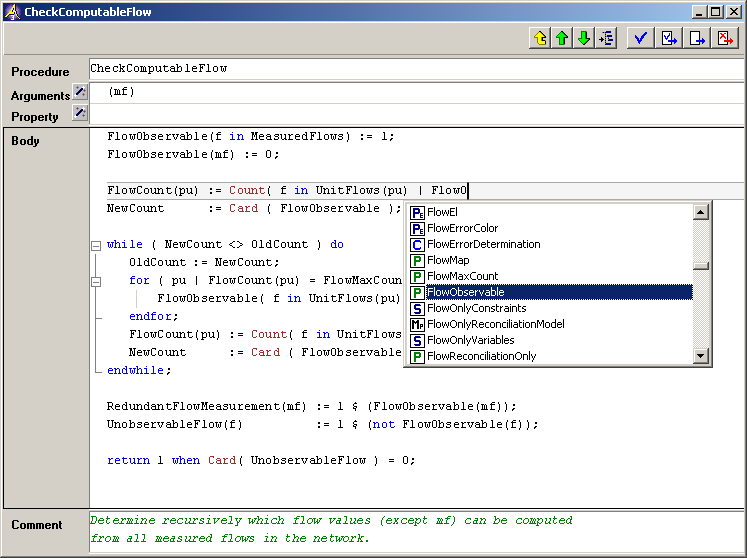 CheckComputableFlow
Procedure CheckComputableFlow
Arguments (mf)
Property
Body
FlowObservable(f in MeasuredFlows) := 1;
FlowObservable(mf) := 0;
FlowCount(pu) := Count( f in UnitFlows(pu) | FlowO
NewCount := Card ( FlowObservable );
while ( NewCount <> OldCount ) do
OldCount := NewCount;
for ( pu | FlowCount(pu) = FlowMaxCoun
FlowObservable( f in UnitFlows(pu)
endfor;
FlowCount(pu) := Count( f in UnitFlows
NewCount := Card ( FlowObservable
endwhile;
PE FlowEl
PE FlowErrorColor
C FlowErrorDetermination
P FlowMap
P FlowMaxCount
P FlowObservable
S FlowOnlyConstraints
MP FlowOnlyReconciliationModel
S FlowOnlyVariables
P FlowReconciliationOnly
RedundantFlowMeasurement(mf) := 1 $ (FlowObservable(mf));
UnobservableFlow(f) := 1 $ (not FlowObservable(f));
return 1 when Card( UnobservableFlow ) = 0;
Comment
Determine recursively which flow values (except mf) can be computed
from all measured flows in the network.